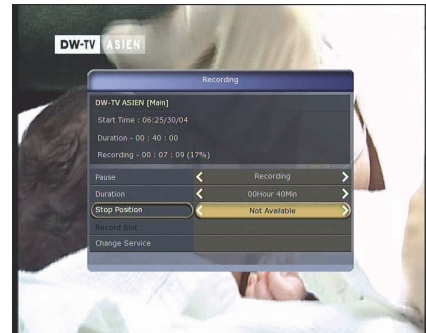 DW-TV ASIEN
Recording
DW-TV ASIEN [Main]
Start Time : 06:25/30/04
Duration - 00 : 40 : 00
Recording - 00 : 07 : 09 (17%)
Pause Recording
Duration 00Hour 40Min
Stop Position Not Available
Record Slot
Change Service